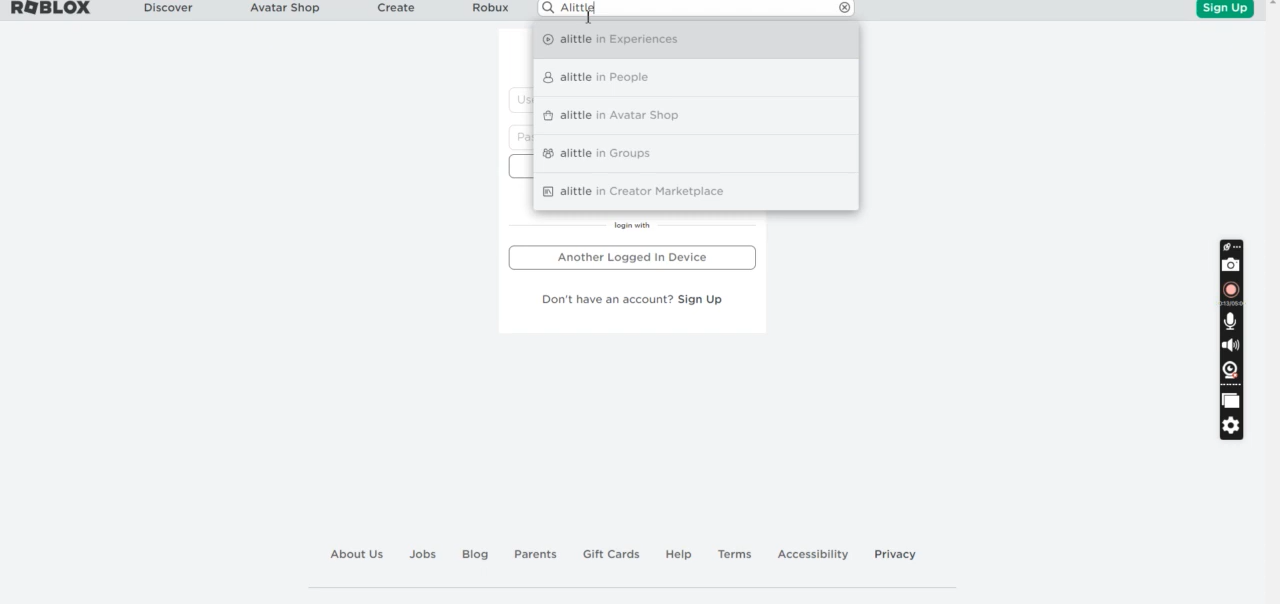 ROBLOX Discover Avatar Shop Create Robux Alittle Sign Up
alittle in Experiences
alittle in People
alittle in Avatar Shop
alittle in Groups
alittle in Creator Marketplace
login with
Another Logged In Device
Don't have an account? Sign Up
About Us Jobs Blog Parents Gift Cards Help Terms Accessibility Privacy